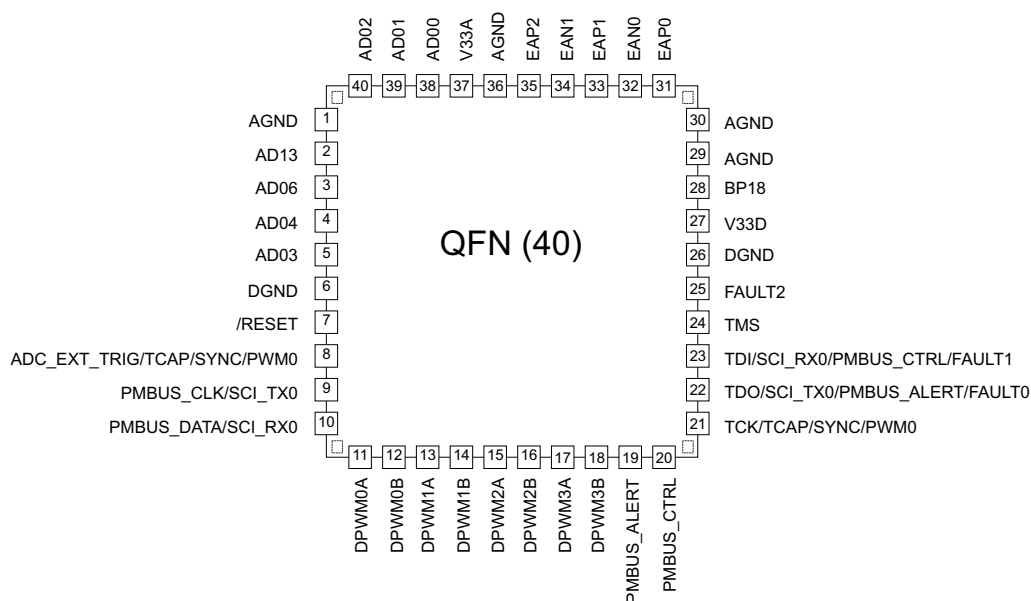 AD02
AD01
AD00
V33A
AGND
EAP2
EAN1
EAP1
EAN0
EAP0
40
39
38
37
36
35
34
33
32
31
AGND 1
AD13 2
AD06 3
AD04 4
AD03 5
DGND 6
/RESET 7
ADC_EXT_TRIG/TCAP/SYNC/PWM0 8
PMBUS_CLK/SCI_TX0 9
PMBUS_DATA/SCI_RX0 10
QFN (40)
30 AGND
29 AGND
28 BP18
27 V33D
26 DGND
25 FAULT2
24 TMS
23 TDI/SCI_RX0/PMBUS_CTRL/FAULT1
22 TDO/SCI_TX0/PMBUS_ALERT/FAULT0
21 TCK/TCAP/SYNC/PWM0
11
12
13
14
15
16
17
18
19
20
DPWM0A
DPWM0B
DPWM1A
DPWM1B
DPWM2A
DPWM2B
DPWM3A
DPWM3B
PMBUS_ALERT
PMBUS_CTRL